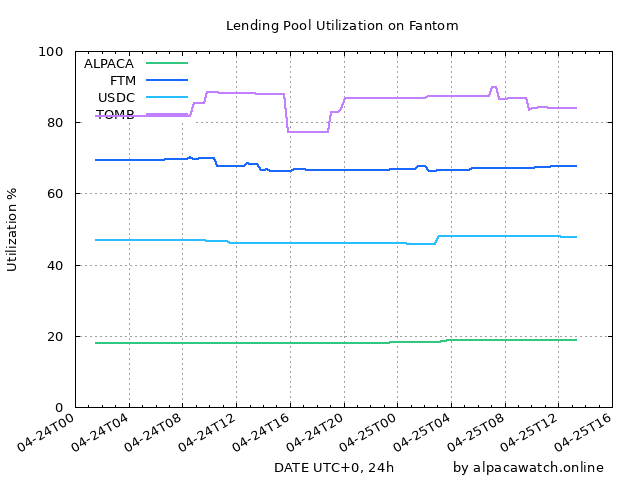 Lending Pool Utilization on Fantom
ALPACA
FTM
USDC
TOMB
100
80
60
40
20
0
Utilization %
04-24T00
04-24T04
04-24T08
04-24T12
04-24T16
04-24T20
04-25T00
04-25T04
04-25T08
04-25T12
04-25T16
DATE UTC+0, 24h
by alpacawatch.online